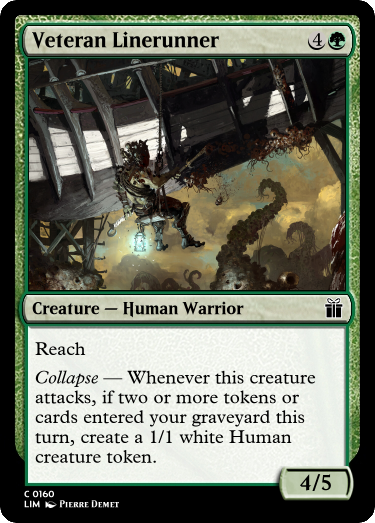 Veteran Linerunner 4
Creature — Human Warrior
Reach
Collapse — Whenever this creature
attacks, if two or more tokens or
cards entered your graveyard this
turn, create a 1/1 white Human
creature token.
4/5
C 0160
LIM Pierre Demet